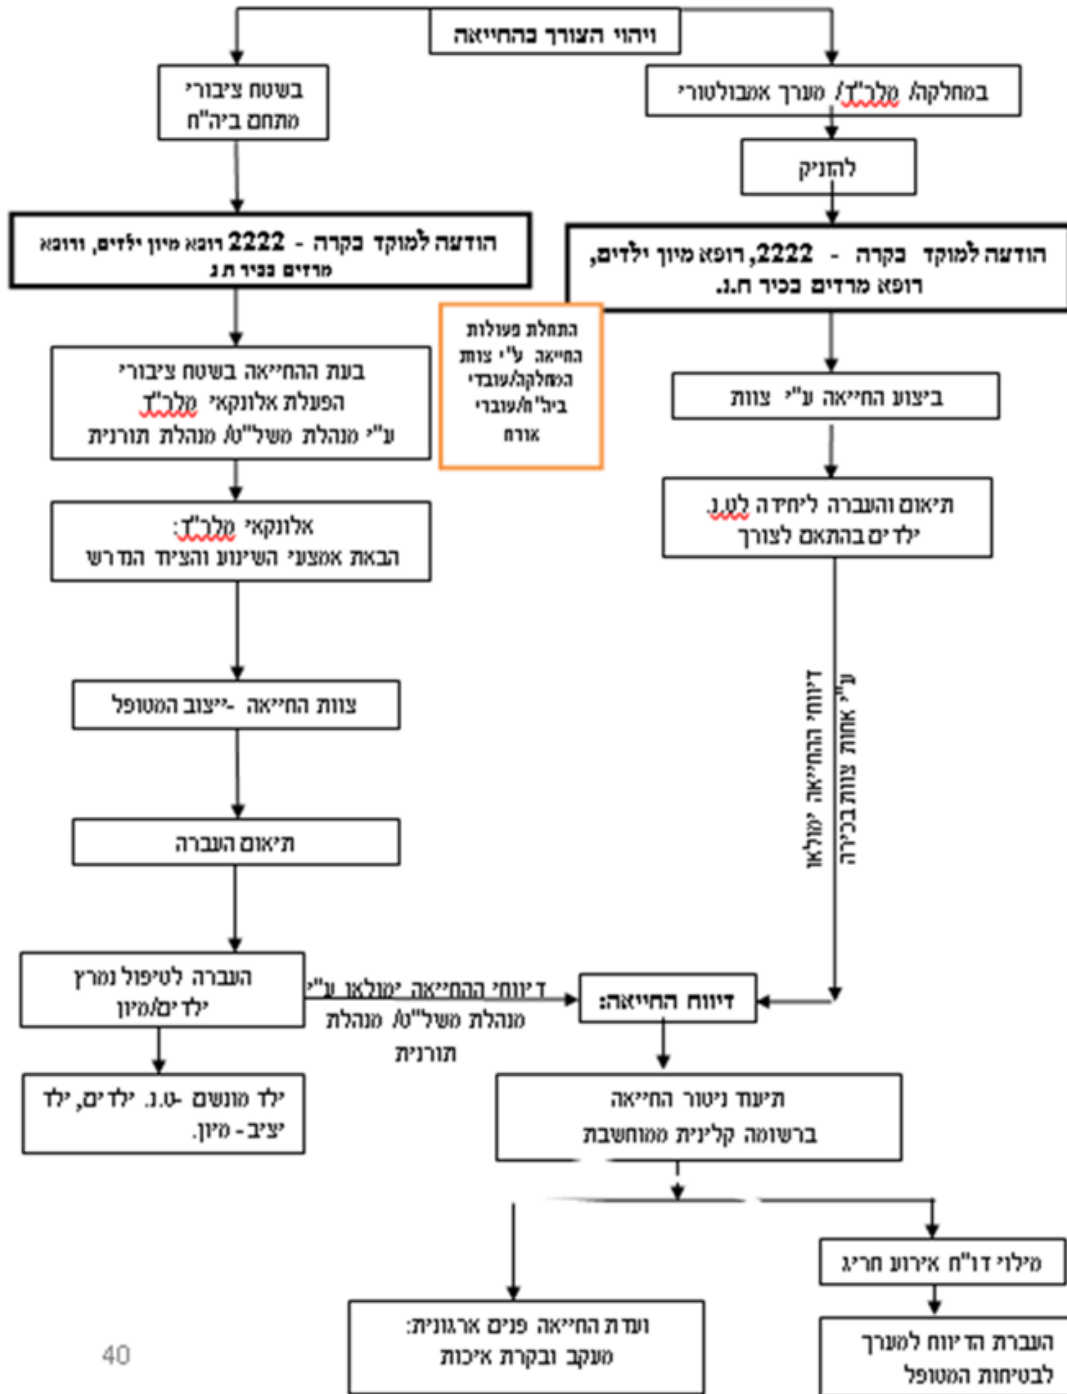 ויהוי הצורך בהחייאה
במחלקה/ מלר"ד/ מערך אמבולטורי
להזניק
הודעה למוקד בקרה - 2222, רופא מיון ילדים,
רופא מרדים בכיר ת.נ.
ביצוע החייאה ע"י צוות
תיאום והעברה ליחידה לט.נ.
ילדים בהתאם לצורך
דיווחי ההחייאה ימולאו
ע"י אחות צוות בכירה
בשטח ציבורי
מתחם ביה"ח
הודעה למוקד בקרה - 2222 רופא מיון ילדים, ורופא
מרדים בכיר ת נ
התחלת פעולות
החייאה ע"י צוות
המחלקה/עובדי
ביה"ח/עוברי
אורח
בעת ההחייאה בשטח ציבורי
הפעלת אלונקאי מלר"ד
ע"י מנהלת משל"ט/ מנהלת תורנית
אלונקאי מלר"ד:
הבאת אמצעי השינוע והציוד הנדרש
צוות החייאה -ייצוב המטופל
תיאום העברה
העברה לטיפול נמרץ
ילדים/מיון
דיווחי ההחייאה ימולאו ע"י
מנהלת משל"ט/ מנהלת
תורנית
ילד מונשם -ט.נ. ילדים, ילד
יציב - מיון.
דיווח החייאה:
תיעוד ניטור החייאה
ברשומה קלינית ממוחשבת
מילוי דו"ח אירוע חריג
העברת הדיווח למערך
לבטיחות המטופל
ועדת החייאה פנים ארגונית:
מעקב ובקרת איכות
40